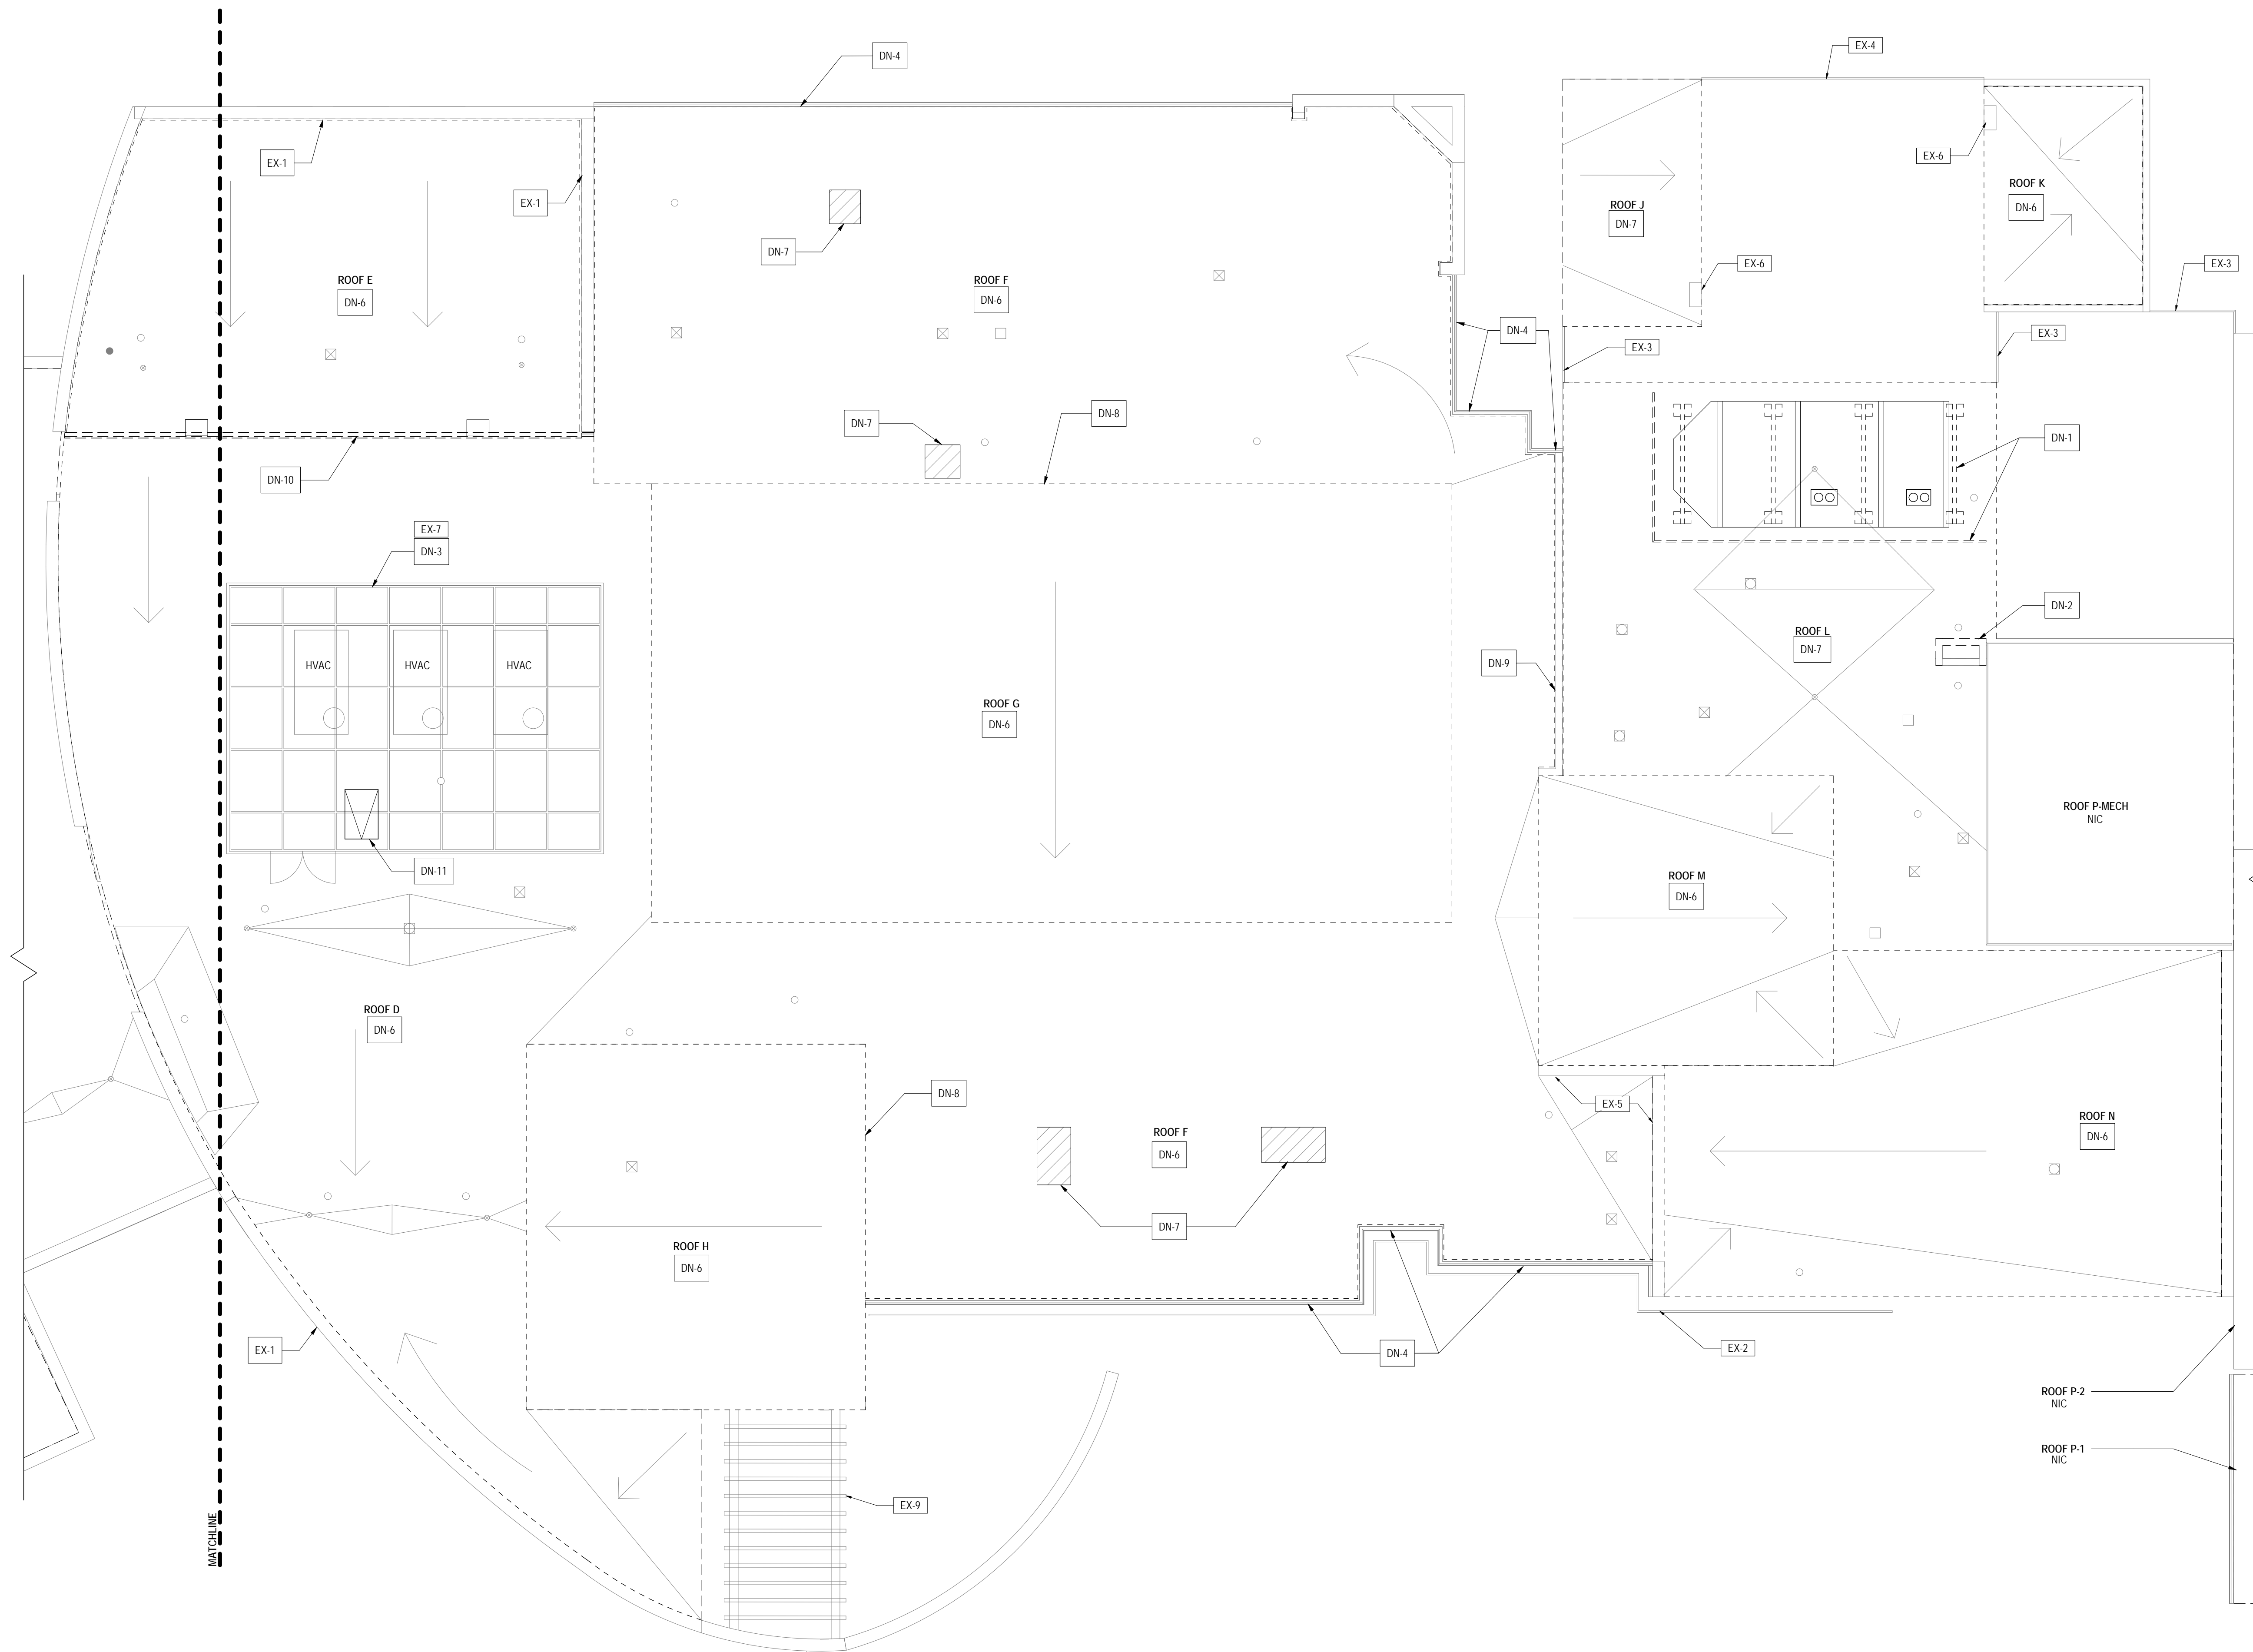 DN-4
EX-4
EX-1
EX-6
ROOF K
DN-6
EX-1
ROOF J
DN-7
DN-7
EX-6
EX-3
ROOF E
DN-6
ROOF F
DN-6
DN-4
EX-3
EX-3
DN-8
DN-7
DN-1
DN-10
EX-7
DN-3
DN-2
ROOF L
DN-7
HVAC
HVAC
HVAC
DN-9
ROOF G
DN-6
ROOF P-MECH
NIC
DN-11
ROOF M
DN-6
ROOF D
DN-6
DN-8
EX-5
ROOF N
DN-6
ROOF F
DN-6
DN-7
ROOF H
DN-6
EX-1
DN-4
EX-2
ROOF P-2
NIC
ROOF P-1
NIC
EX-9
MATCHLINE